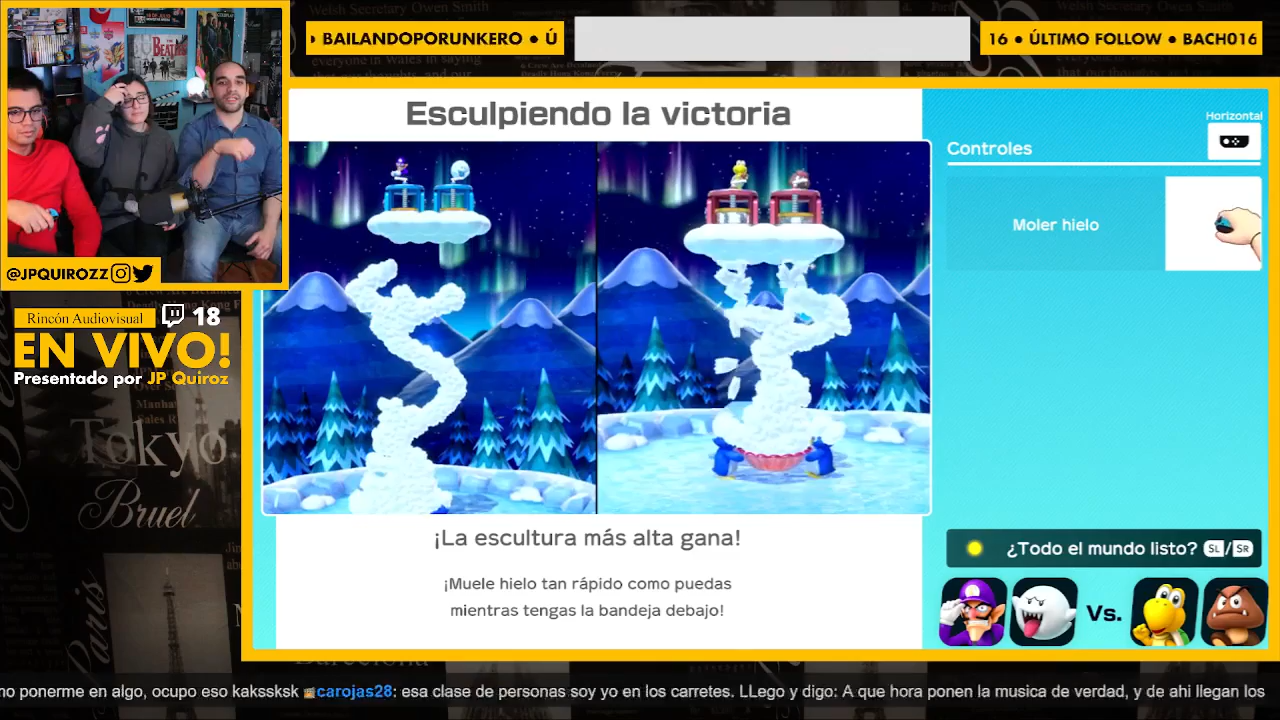 BAILANDOPORUNKERO • Ú
16 • ÚLTIMO FOLLOW • BACH016
THE BEATLES
@JPQUIROZZ
Rincón Audiovisual
18
EN VIVO!
Presentado por JP Quiroz
Tokyo
Bruel
Paris
Esculpiendo la victoria
¡La escultura más alta gana!
¡Muele hielo tan rápido como puedas
mientras tengas la bandeja debajo!
Horizontal
Controles
Moler hielo
¿Todo el mundo listo? SL/SR
Vs.
no ponerme en algo, ocupo eso kakssksk carojas28: esa clase de personas soy yo en los carretes. LLego y digo: A que hora ponen la musica de verdad, y de ahi llegan los